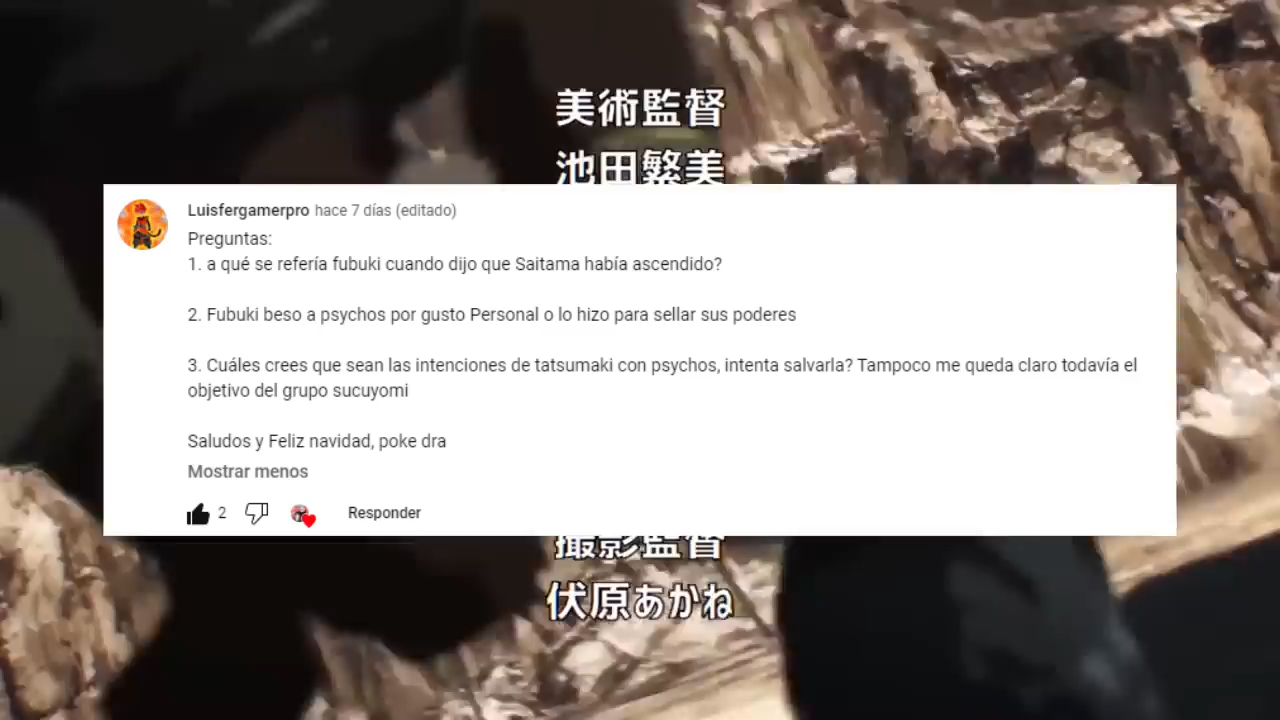 美術監督
池田繁美
Luisfergamerpro hace 7 días (editado)
Preguntas:
1. a qué se refería fubuki cuando dijo que Saitama había ascendido?
2. Fubuki beso a psychos por gusto Personal o lo hizo para sellar sus poderes
3. Cuáles crees que sean las intenciones de tatsumaki con psychos, intenta salvarla? Tampoco me queda claro todavía el
objetivo del grupo sucuyomi
Saludos y Feliz navidad, poke dra
Mostrar menos
2 Responder
撮影監督
伏原あかね